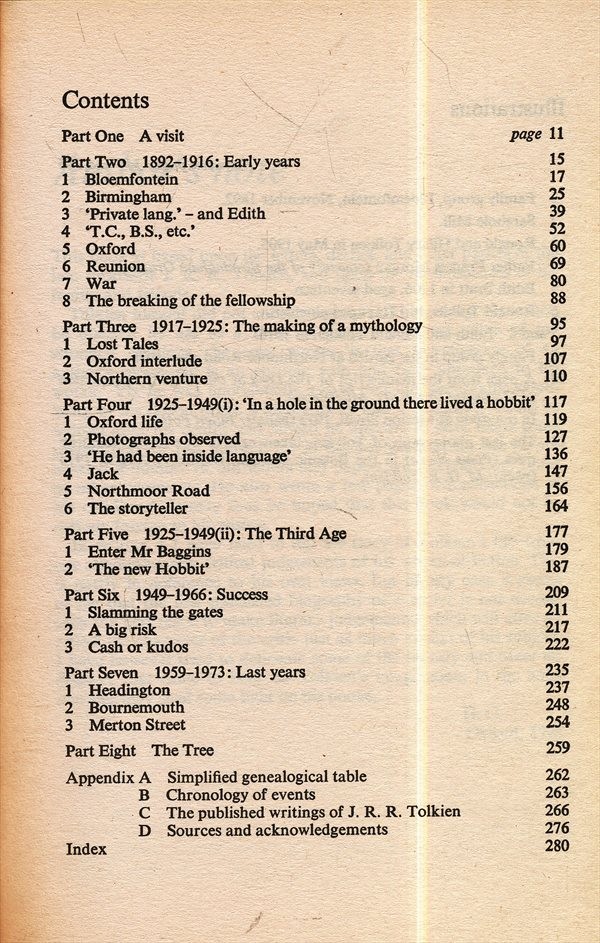 Contents
Part One A visit page 11
Part Two 1892–1916: Early years 15
1 Bloemfontein 17
2 Birmingham 25
3 ‘Private lang.’ – and Edith 39
4 ‘T.C., B.S., etc.’ 52
5 Oxford 60
6 Reunion 69
7 War 80
8 The breaking of the fellowship 88
Part Three 1917–1925: The making of a mythology 95
1 Lost Tales 97
2 Oxford interlude 107
3 Northern venture 110
Part Four 1925–1949(i): ‘In a hole in the ground there lived a hobbit’ 117
1 Oxford life 119
2 Photographs observed 127
3 ‘He had been inside language’ 136
4 Jack 147
5 Northmoor Road 156
6 The storyteller 164
Part Five 1925–1949(ii): The Third Age 177
1 Enter Mr Baggins 179
2 ‘The new Hobbit’ 187
Part Six 1949–1966: Success 209
1 Slamming the gates 211
2 A big risk 217
3 Cash or kudos 222
Part Seven 1959–1973: Last years 235
1 Headington 237
2 Bournemouth 248
3 Merton Street 254
Part Eight The Tree 259
Appendix A Simplified genealogical table 262
B Chronology of events 263
C The published writings of J. R. R. Tolkien 266
D Sources and acknowledgements 276
Index 280